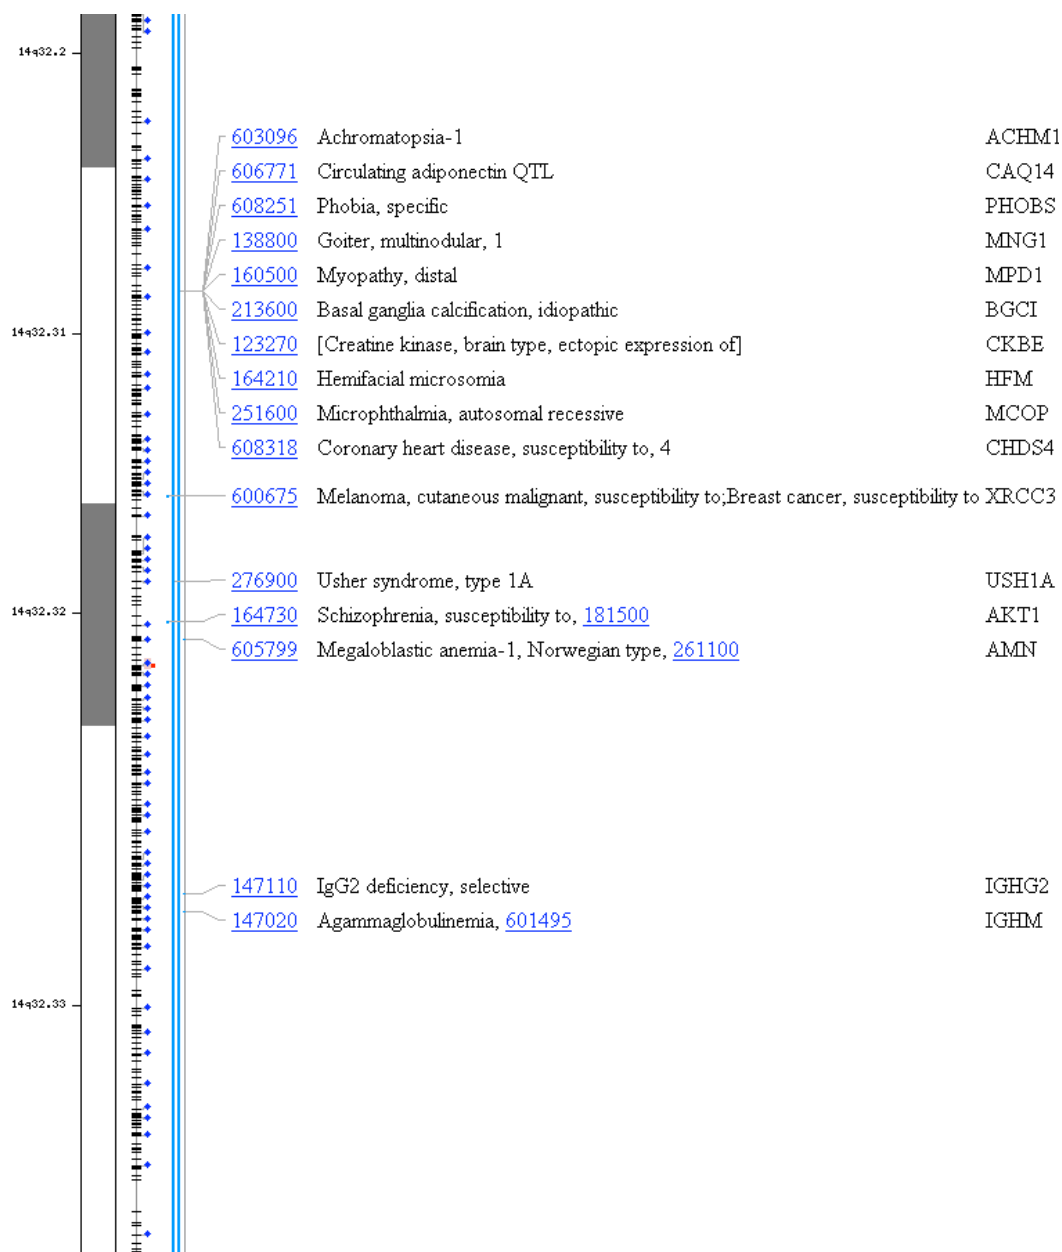 14q32.2
603096 Achromatopsia-1 ACHM1
606771 Circulating adiponectin QTL CAQ14
608251 Phobia, specific PHOBS
138800 Goiter, multinodular, 1 MNG1
160500 Myopathy, distal MPD1
213600 Basal ganglia calcification, idiopathic BGCI
14q32.31
123270 [Creatine kinase, brain type, ectopic expression of] CKBE
164210 Hemifacial microsomia HFM
251600 Microphthalmia, autosomal recessive MCOP
608318 Coronary heart disease, susceptibility to, 4 CHDS4
600675 Melanoma, cutaneous malignant, susceptibility to;Breast cancer, susceptibility to XRCC3
276900 Usher syndrome, type 1A USH1A
14q32.32
164730 Schizophrenia, susceptibility to, 181500 AKT1
605799 Megaloblastic anemia-1, Norwegian type, 261100 AMN
147110 IgG2 deficiency, selective IGHG2
147020 Agammaglobulinemia, 601495 IGHM
14q32.33